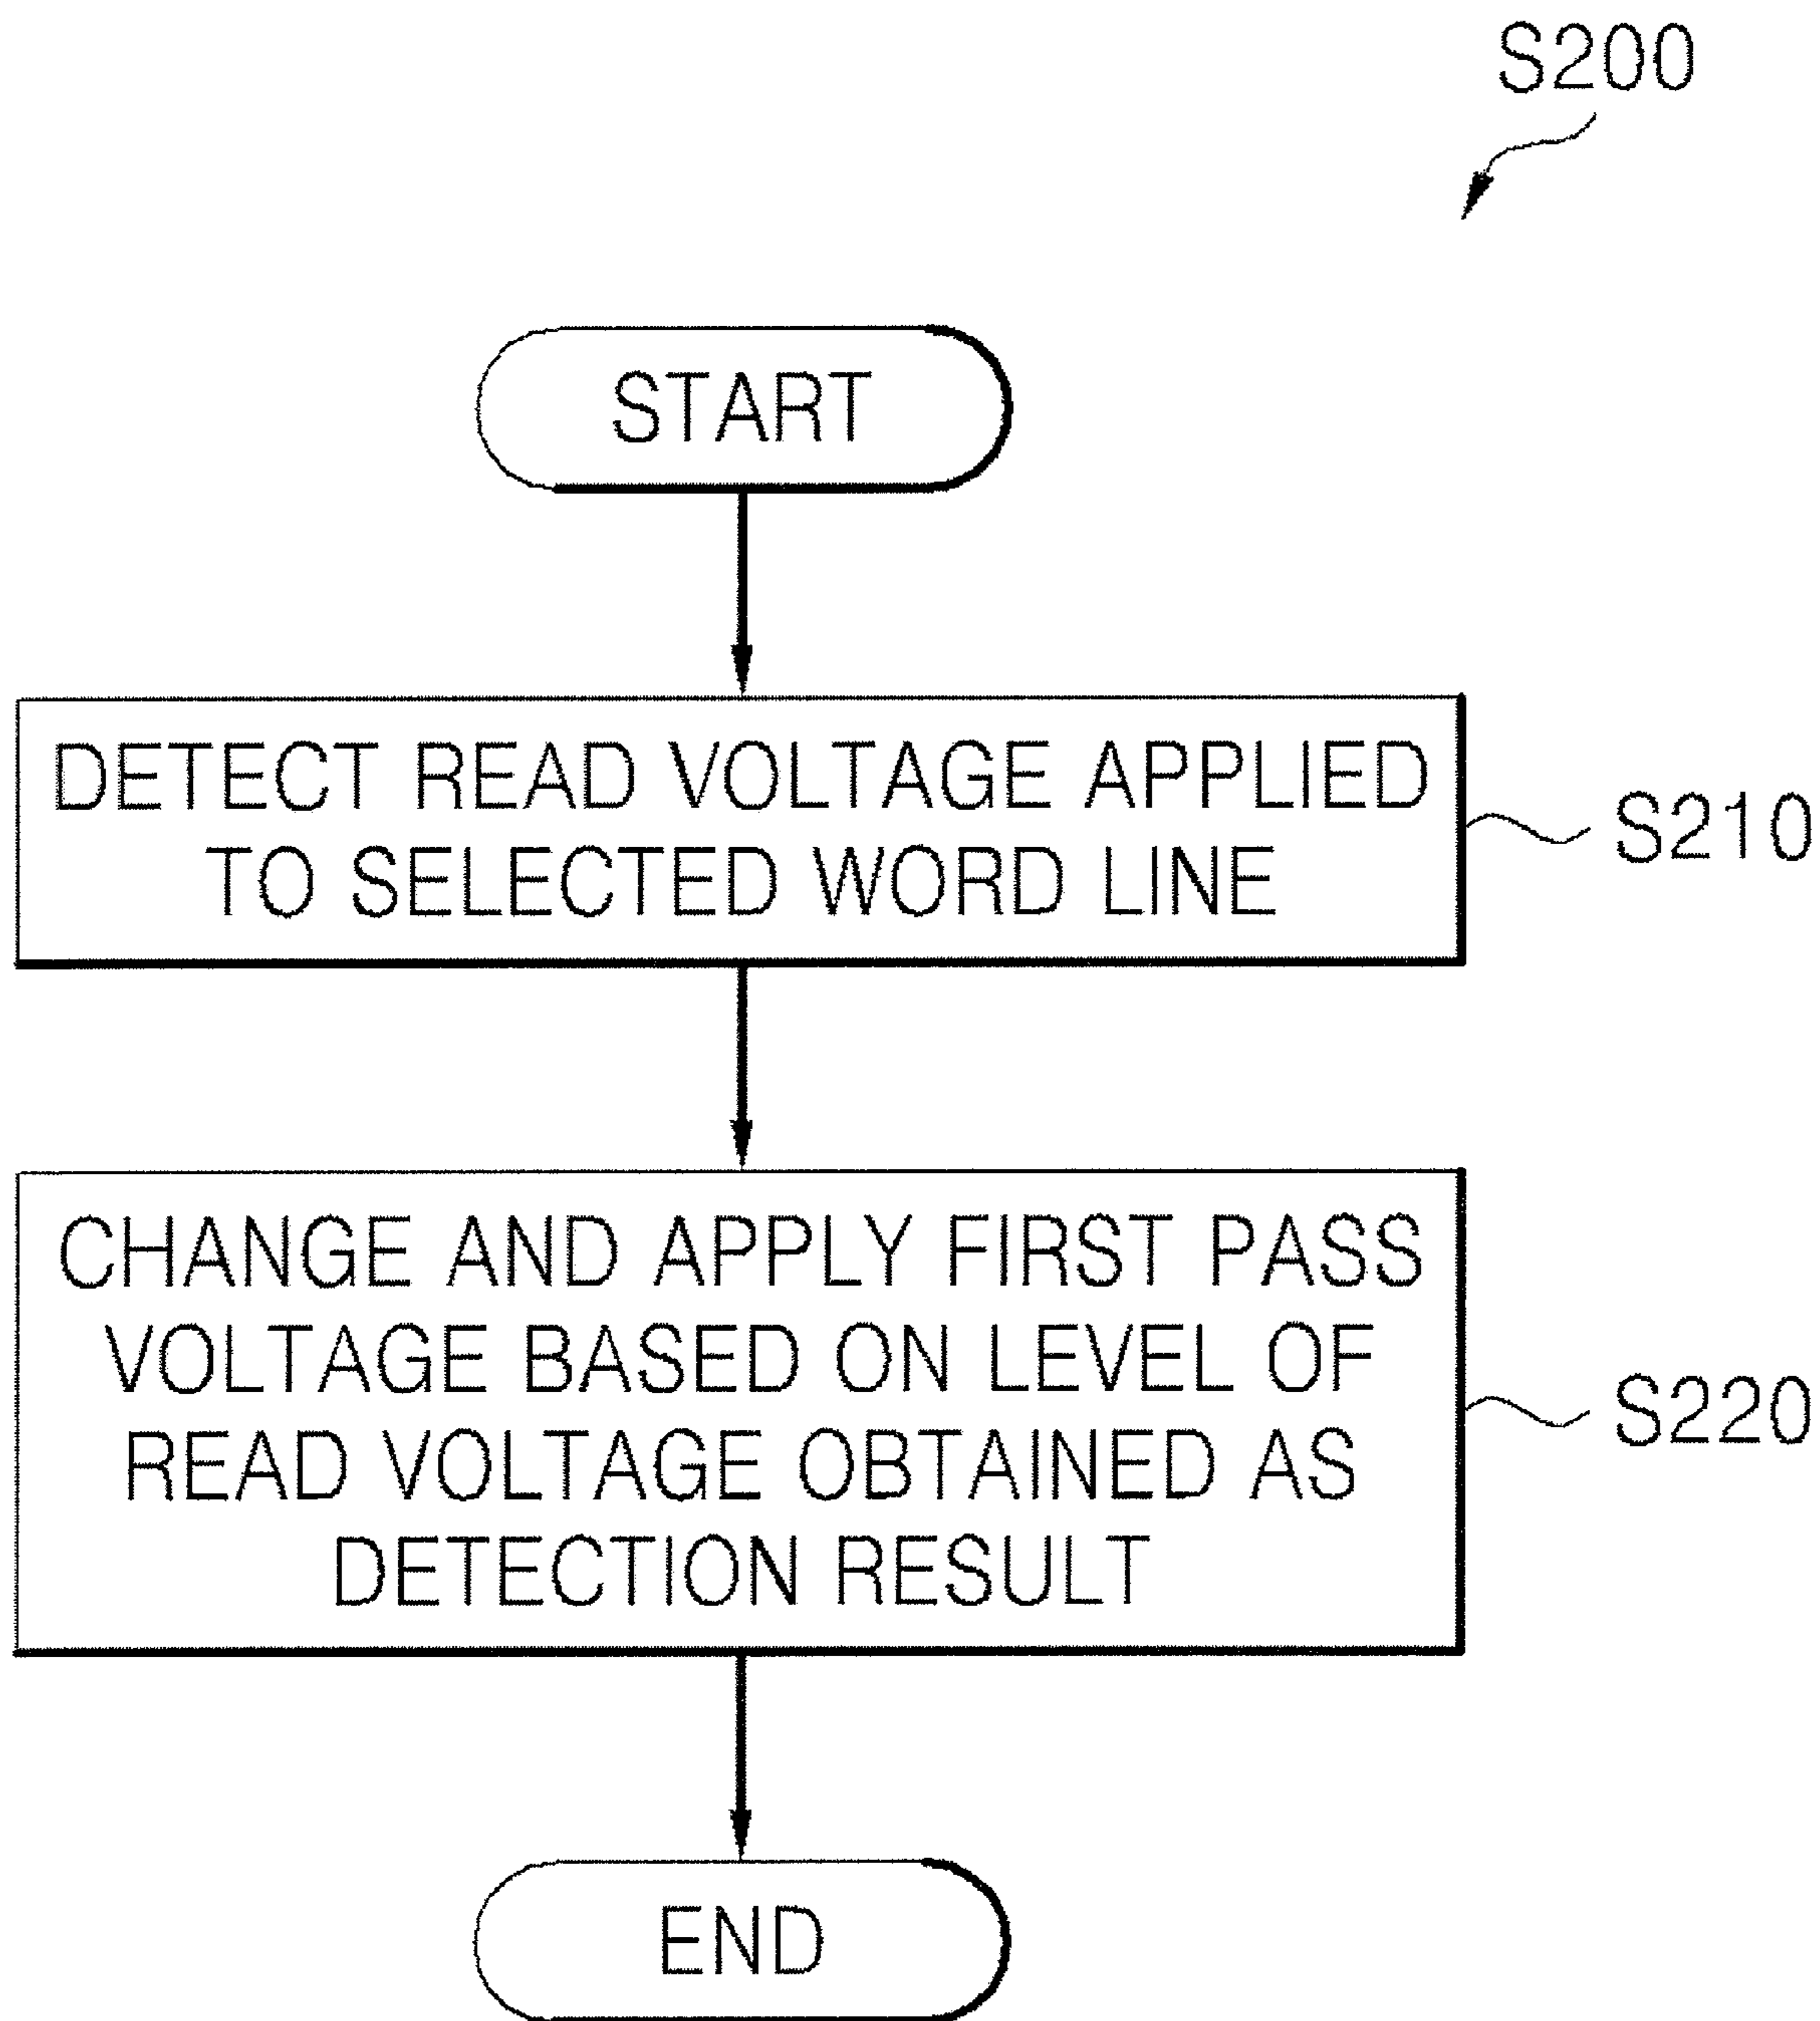 S200
START
DETECT READ VOLTAGE APPLIED
TO SELECTED WORD LINE
S210
CHANGE AND APPLY FIRST PASS
VOLTAGE BASED ON LEVEL OF
READ VOLTAGE OBTAINED AS
DETECTION RESULT
S220
END